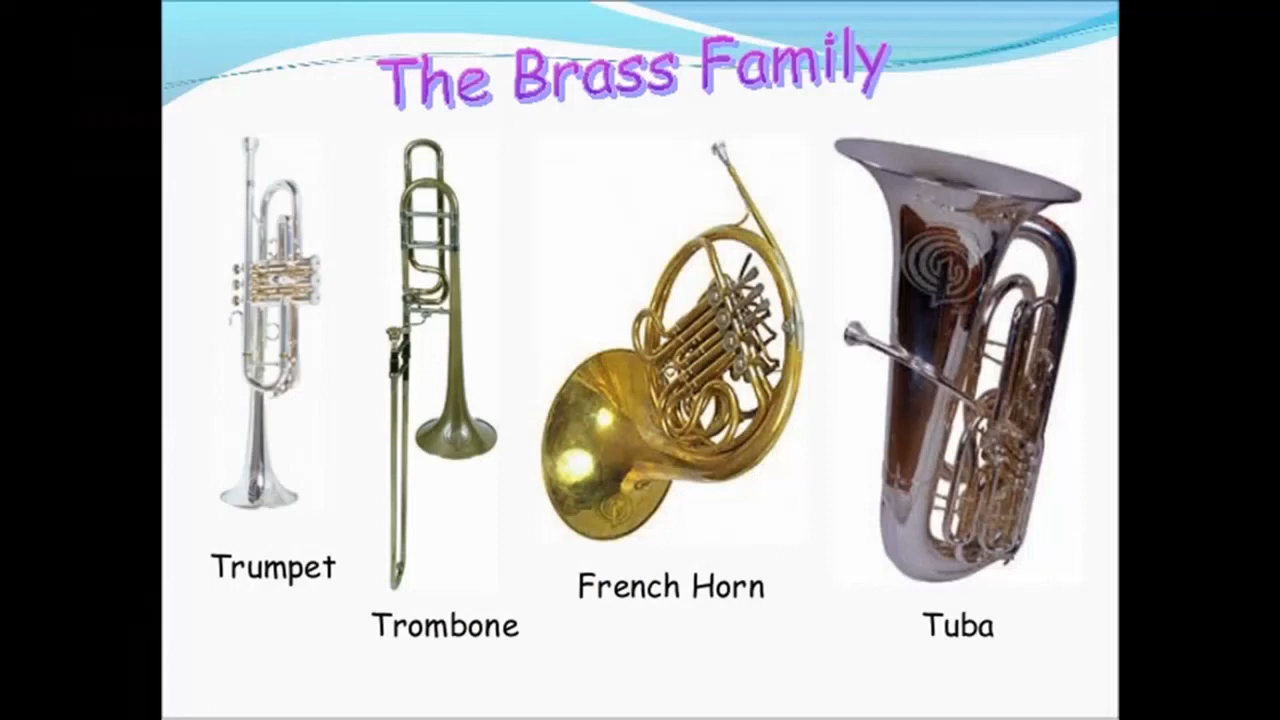 The Brass Family
Trumpet
Trombone
French Horn
Tuba